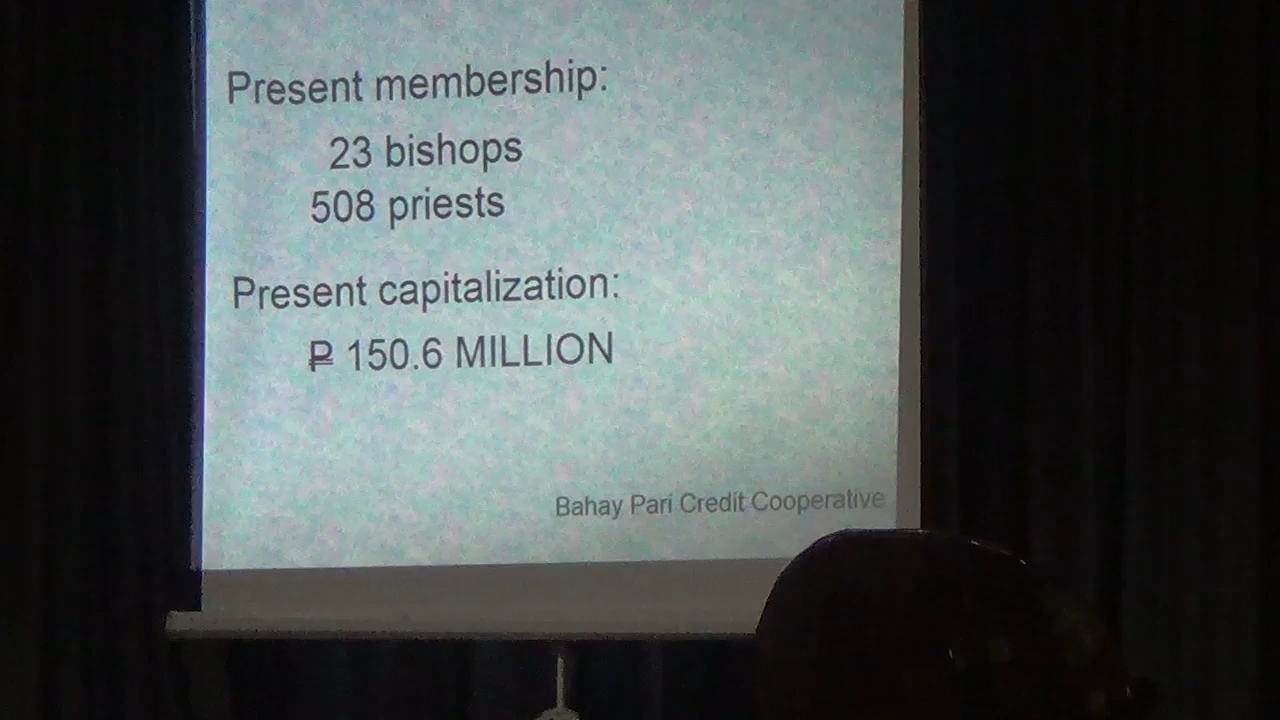 Present membership:
23 bishops
508 priests
Present capitalization:
₱ 150.6 MILLION
Bahay Pari Credit Cooperative